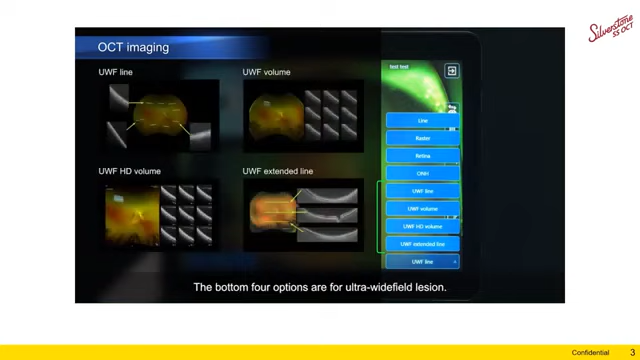 Silverstone
SS OCT
OCT imaging
UWF line
UWF volume
UWF HD volume
UWF extended line
test test
Line
Raster
Retina
ONH
UWF line
UWF volume
UWF HD volume
UWF extended line
UWF line
The bottom four options are for ultra-widefield lesion.
Confidential
3